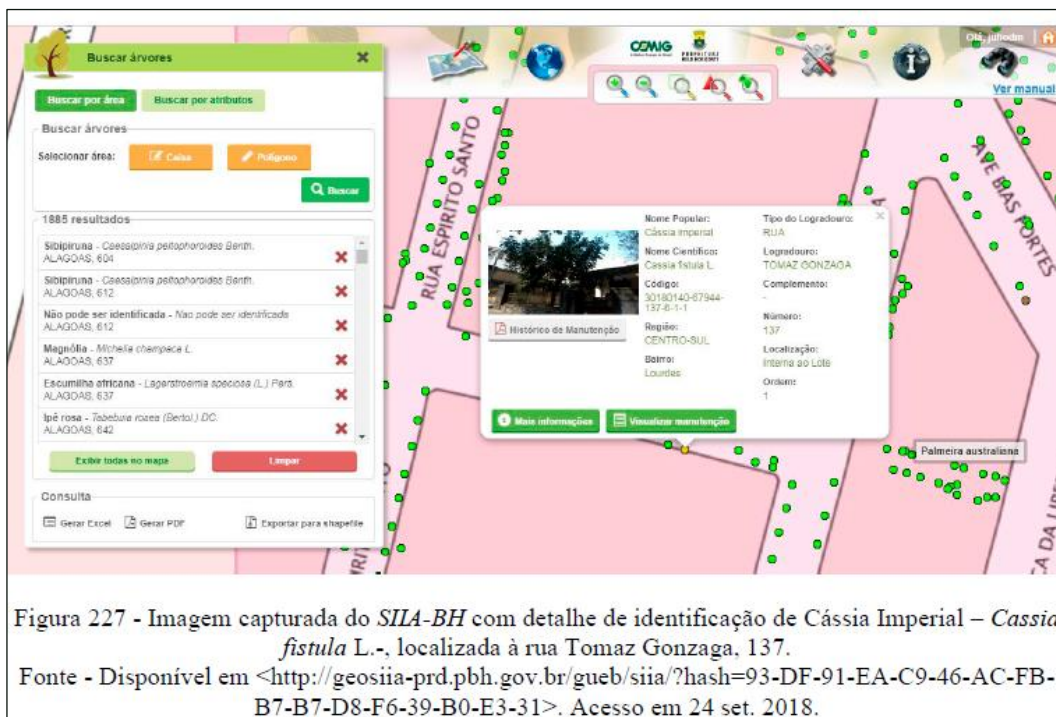 Buscar árvores
Buscar por área Buscar por atributos
Buscar árvores
Selecionar área: Caixa Polígono
Buscar
1885 resultados
Sibipiruna - Caesalpinia peltophoroides Benth.
ALAGOAS, 604
Sibipiruna - Caesalpinia peltophoroides Benth.
ALAGOAS, 612
Não pode ser identificada - Nao pode ser identificada
ALAGOAS, 612
Magnólia - Michelia champaca L.
ALAGOAS, 637
Escumilha africana - Lagerstroemia speciosa (L.) Pers.
ALAGOAS, 637
Ipê rosa - Tabebuia rosea (Bertol.) DC.
ALAGOAS, 642
Exibir todas no mapa Limpar
Consulta
Gerar Excel Gerar PDF Exportar para shapefile
CEMIG
Olá, juliodm
Ver manual
RUA ESPIRITO SANTO
AVE BIAS FORTES
Histórico de Manutenção
Nome Popular:
Cássia Imperial
Nome Científico:
Cassia fistula L.
Código:
30180140-67944-
137-6-1-1
Região:
CENTRO-SUL
Bairro:
Lourdes
Tipo do Logradouro:
RUA
Logradouro:
TOMAZ GONZAGA
Complemento:
-
Número:
137
Localização:
Interna ao Lote
Ordem:
1
Mais informações Visualizar manutenção
Palmeira australiana
Figura 227 - Imagem capturada do SIIA-BH com detalhe de identificação de Cássia Imperial – Cassia
fistula L.-, localizada à rua Tomaz Gonzaga, 137.
Fonte - Disponível em <http://geosiia-prd.pbh.gov.br/gueb/siia/?hash=93-DF-91-EA-C9-46-AC-FB-
B7-B7-D8-F6-39-B0-E3-31>. Acesso em 24 set. 2018.